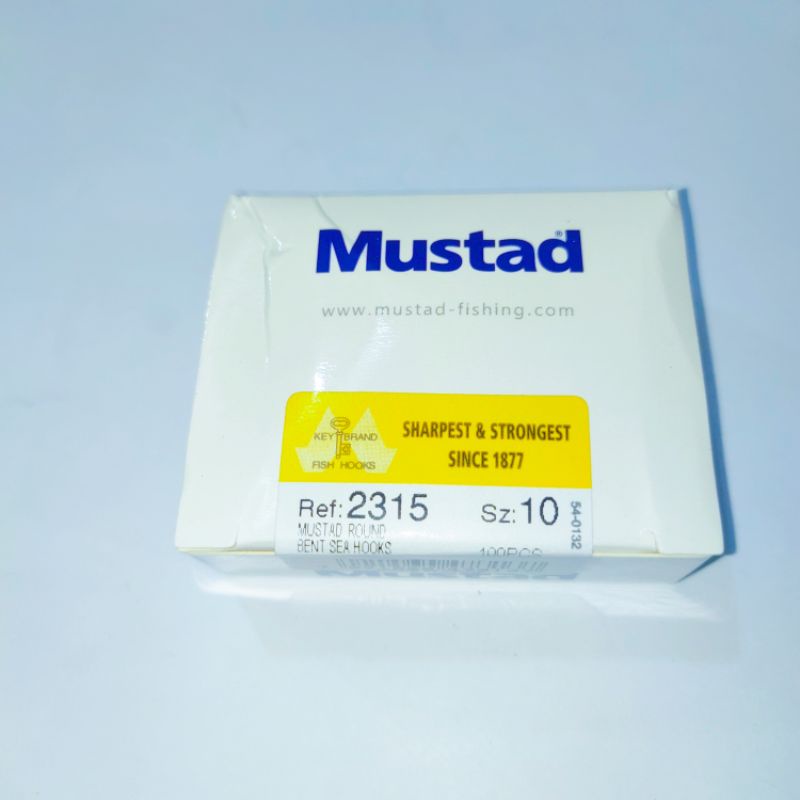 Mustad®
www.mustad-fishing.com
KEY BRAND
FISH HOOKS
SHARPEST & STRONGEST
SINCE 1877
Ref: 2315
Sz: 10
54-0132
MUSTAD ROUND
BENT SEA HOOKS
100PCS